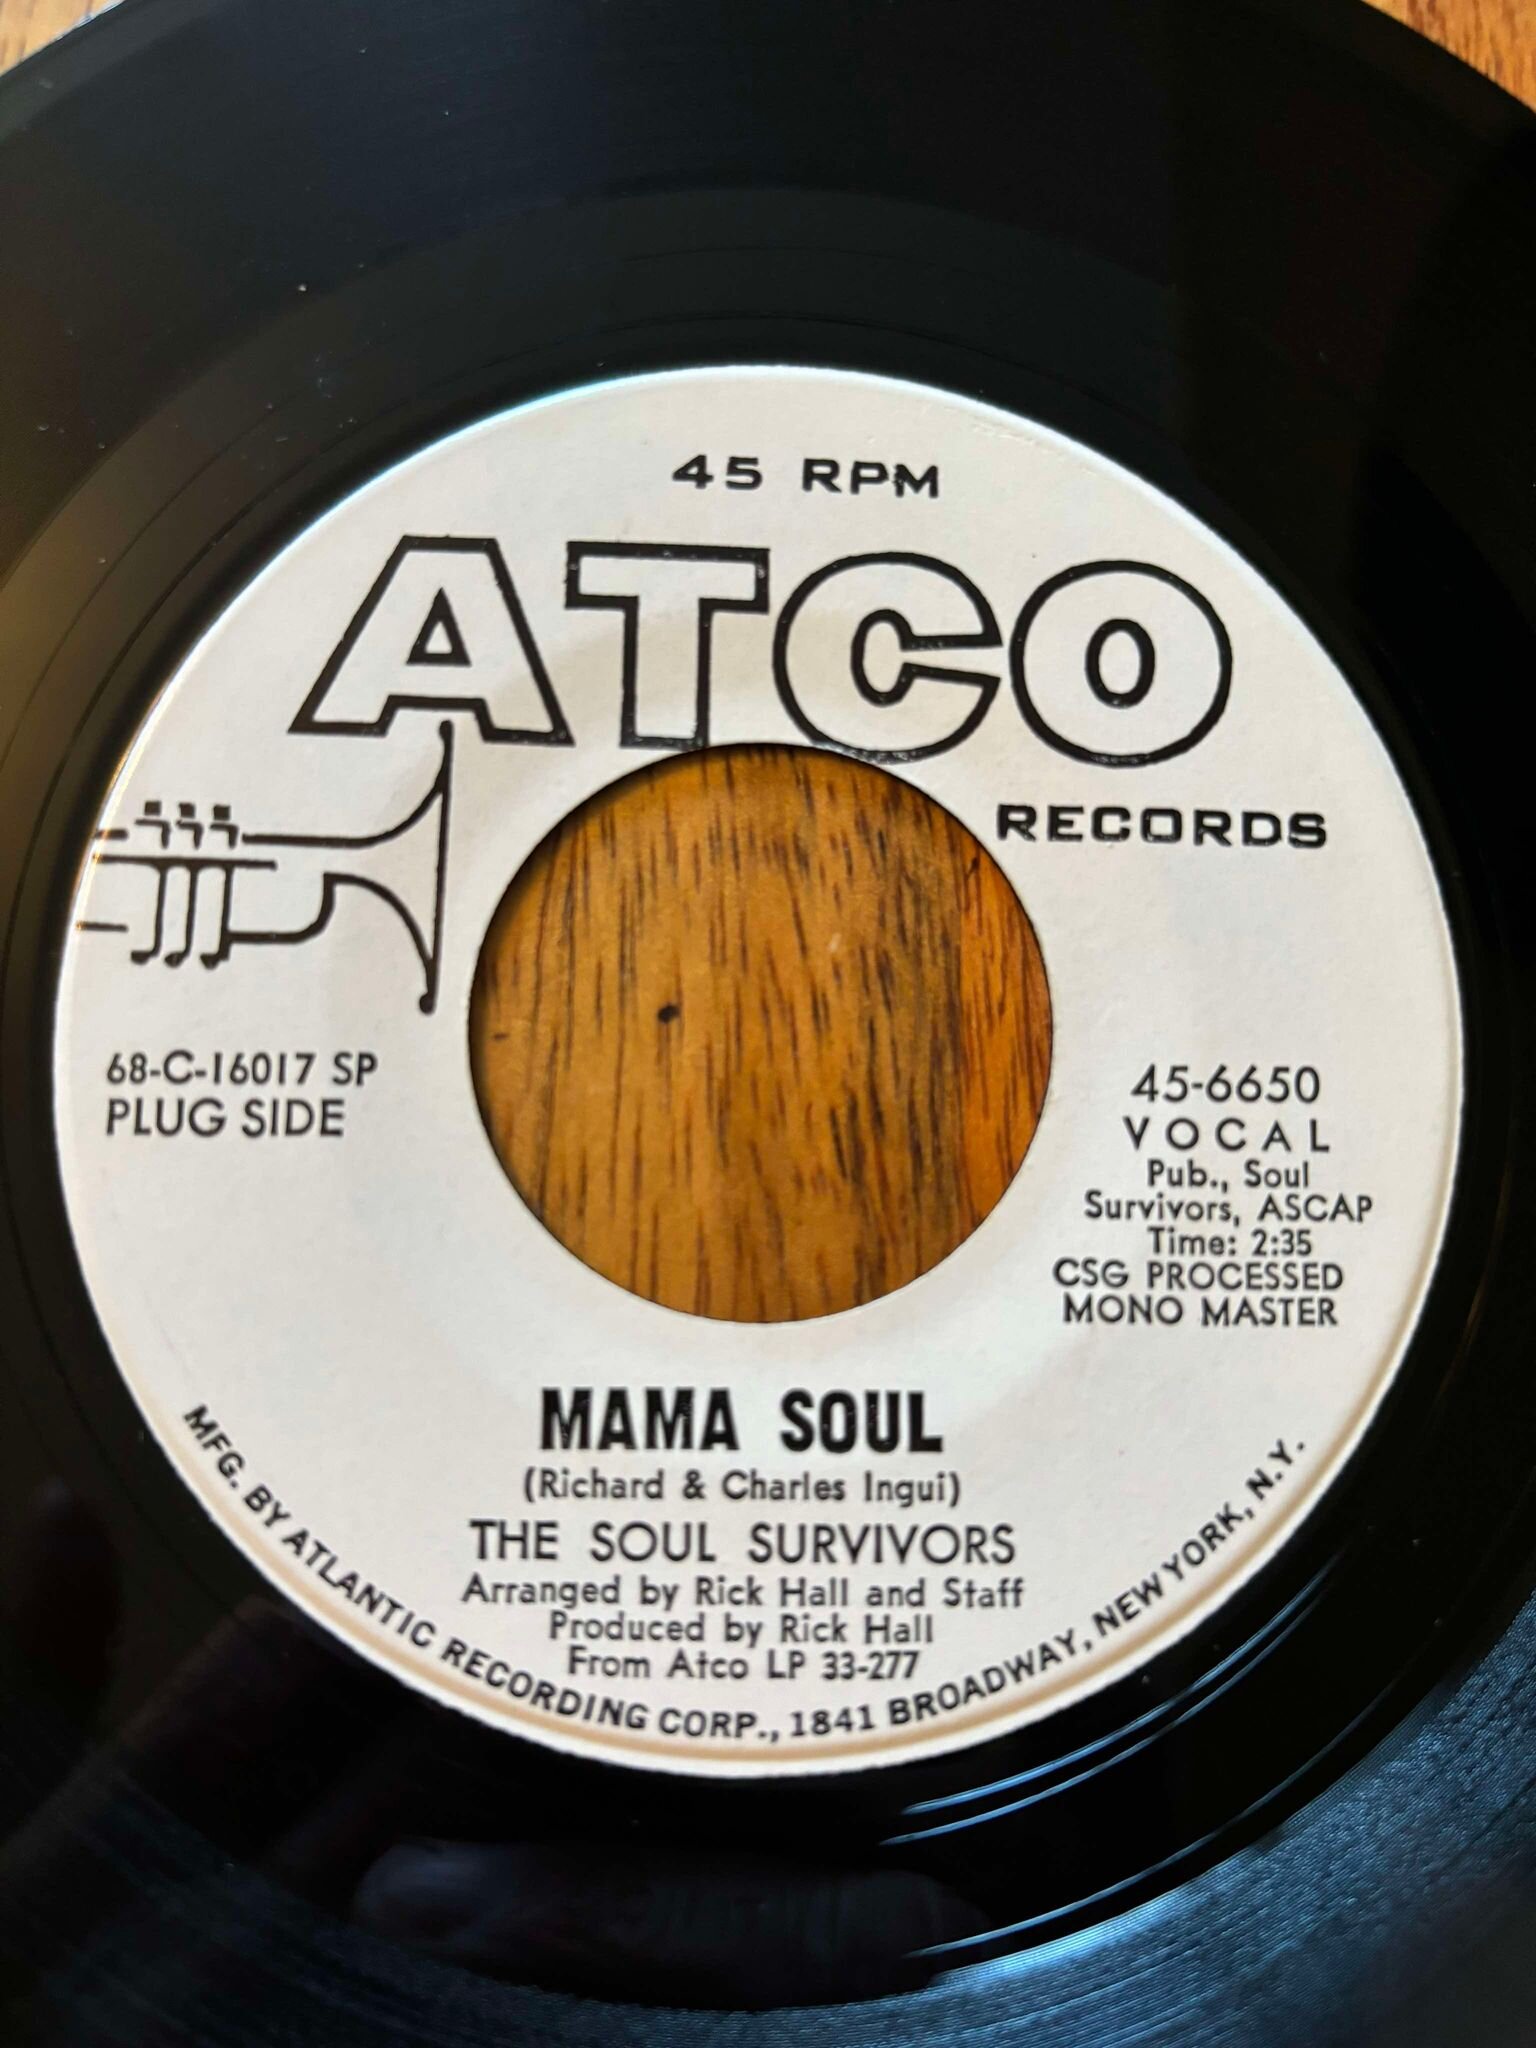 45 RPM
ATCO
RECORDS
68-C-16017 SP
PLUG SIDE
45-6650
VOCAL
Pub., Soul
Survivors, ASCAP
Time: 2:35
CSG PROCESSED
MONO MASTER
MAMA SOUL
(Richard & Charles Ingui)
THE SOUL SURVIVORS
Arranged by Rick Hall and Staff
Produced by Rick Hall
From Atco LP 33-277
MFG. BY ATLANTIC RECORDING CORP., 1841 BROADWAY, NEW YORK, N.Y.